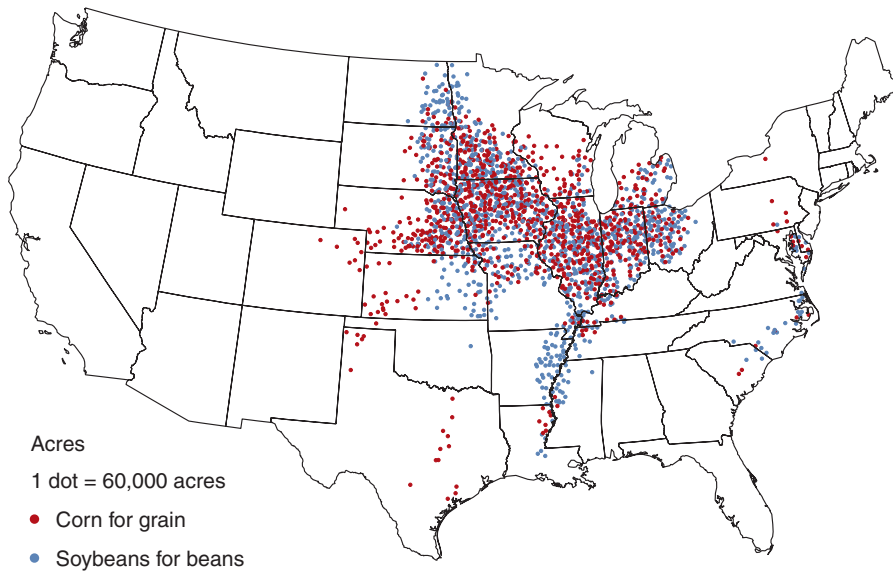 Acres
1 dot = 60,000 acres
Corn for grain
Soybeans for beans